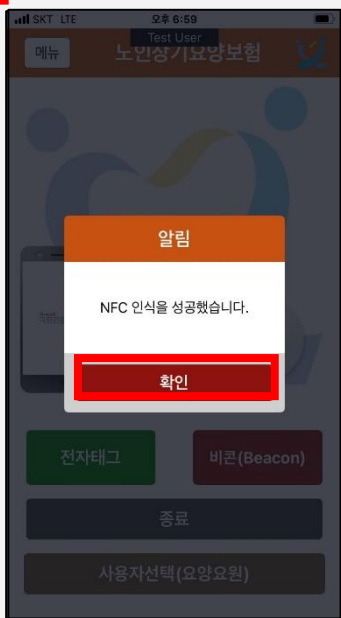 SKT LTE 오후 6:59
Test User
메뉴 노인장기요양보험
알림
NFC 인식을 성공했습니다.
확인
전자태그 비콘(Beacon)
종료
사용자선택(요양요원)